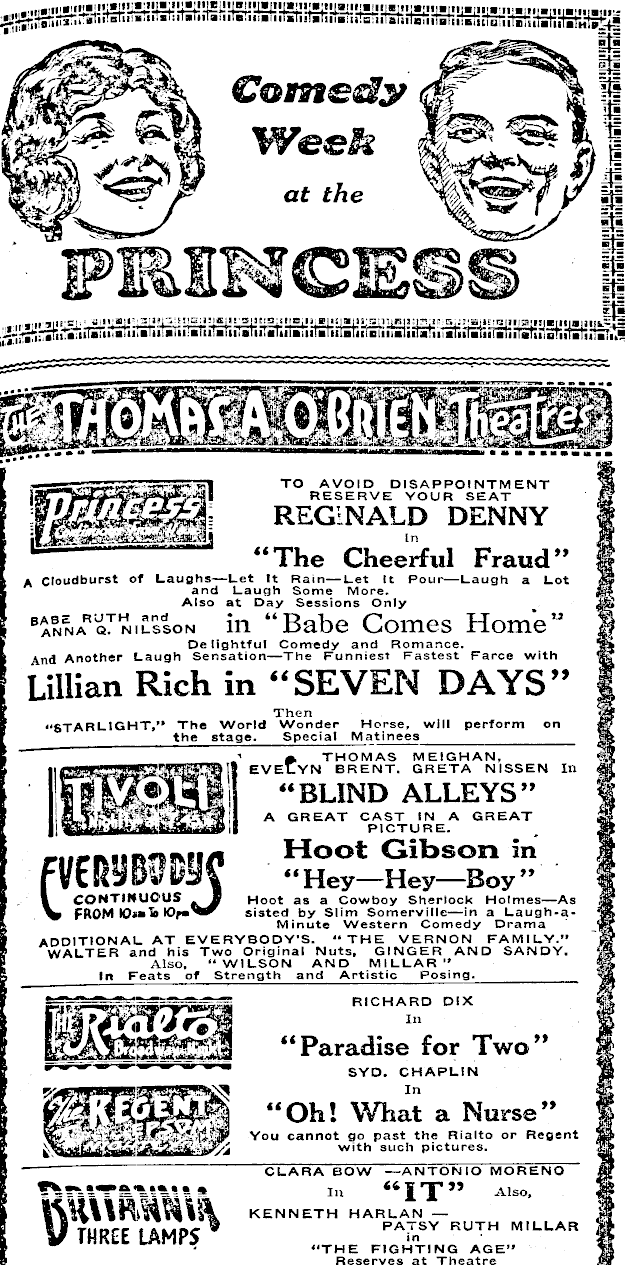 Comedy
Week
at the
PRINCESS
THE THOMAS A O'BRIEN Theatres
Princess
TO AVOID DISAPPOINTMENT
RESERVE YOUR SEAT
REGINALD DENNY
in
"The Cheerful Fraud"
A Cloudburst of Laughs—Let It Rain—Let It Pour—Laugh a Lot
and Laugh Some More.
Also at Day Sessions Only
BABE RUTH and
ANNA Q. NILSSON in "Babe Comes Home"
Delightful Comedy and Romance.
And Another Laugh Sensation—The Funniest Fastest Farce with
Lillian Rich in "SEVEN DAYS"
Then
"STARLIGHT," The World Wonder Horse, will perform on
the stage. Special Matinees
TIVOLI
THOMAS MEIGHAN,
EVELYN BRENT, GRETA NISSEN In
"BLIND ALLEYS"
A GREAT CAST IN A GREAT
PICTURE.
EVERYBODYS
CONTINUOUS
FROM 10am To 10pm
Hoot Gibson in
"Hey—Hey—Boy"
Hoot as a Cowboy Sherlock Holmes—As
sisted by Slim Somerville—in a Laugh-a-
Minute Western Comedy Drama
ADDITIONAL AT EVERYBODY'S. "THE VERNON FAMILY."
WALTER and his Two Original Nuts, GINGER AND SANDY.
Also, "WILSON AND MILLAR"
In Feats of Strength and Artistic Posing.
THE Rialto
RICHARD DIX
In
"Paradise for Two"
The REGENT
SYD. CHAPLIN
In
"Oh! What a Nurse"
You cannot go past the Rialto or Regent
with such pictures.
BRITANNIA
THREE LAMPS
CLARA BOW —ANTONIO MORENO
In "IT" Also,
KENNETH HARLAN —
PATSY RUTH MILLAR
in
"THE FIGHTING AGE"
Reserves at Theatre